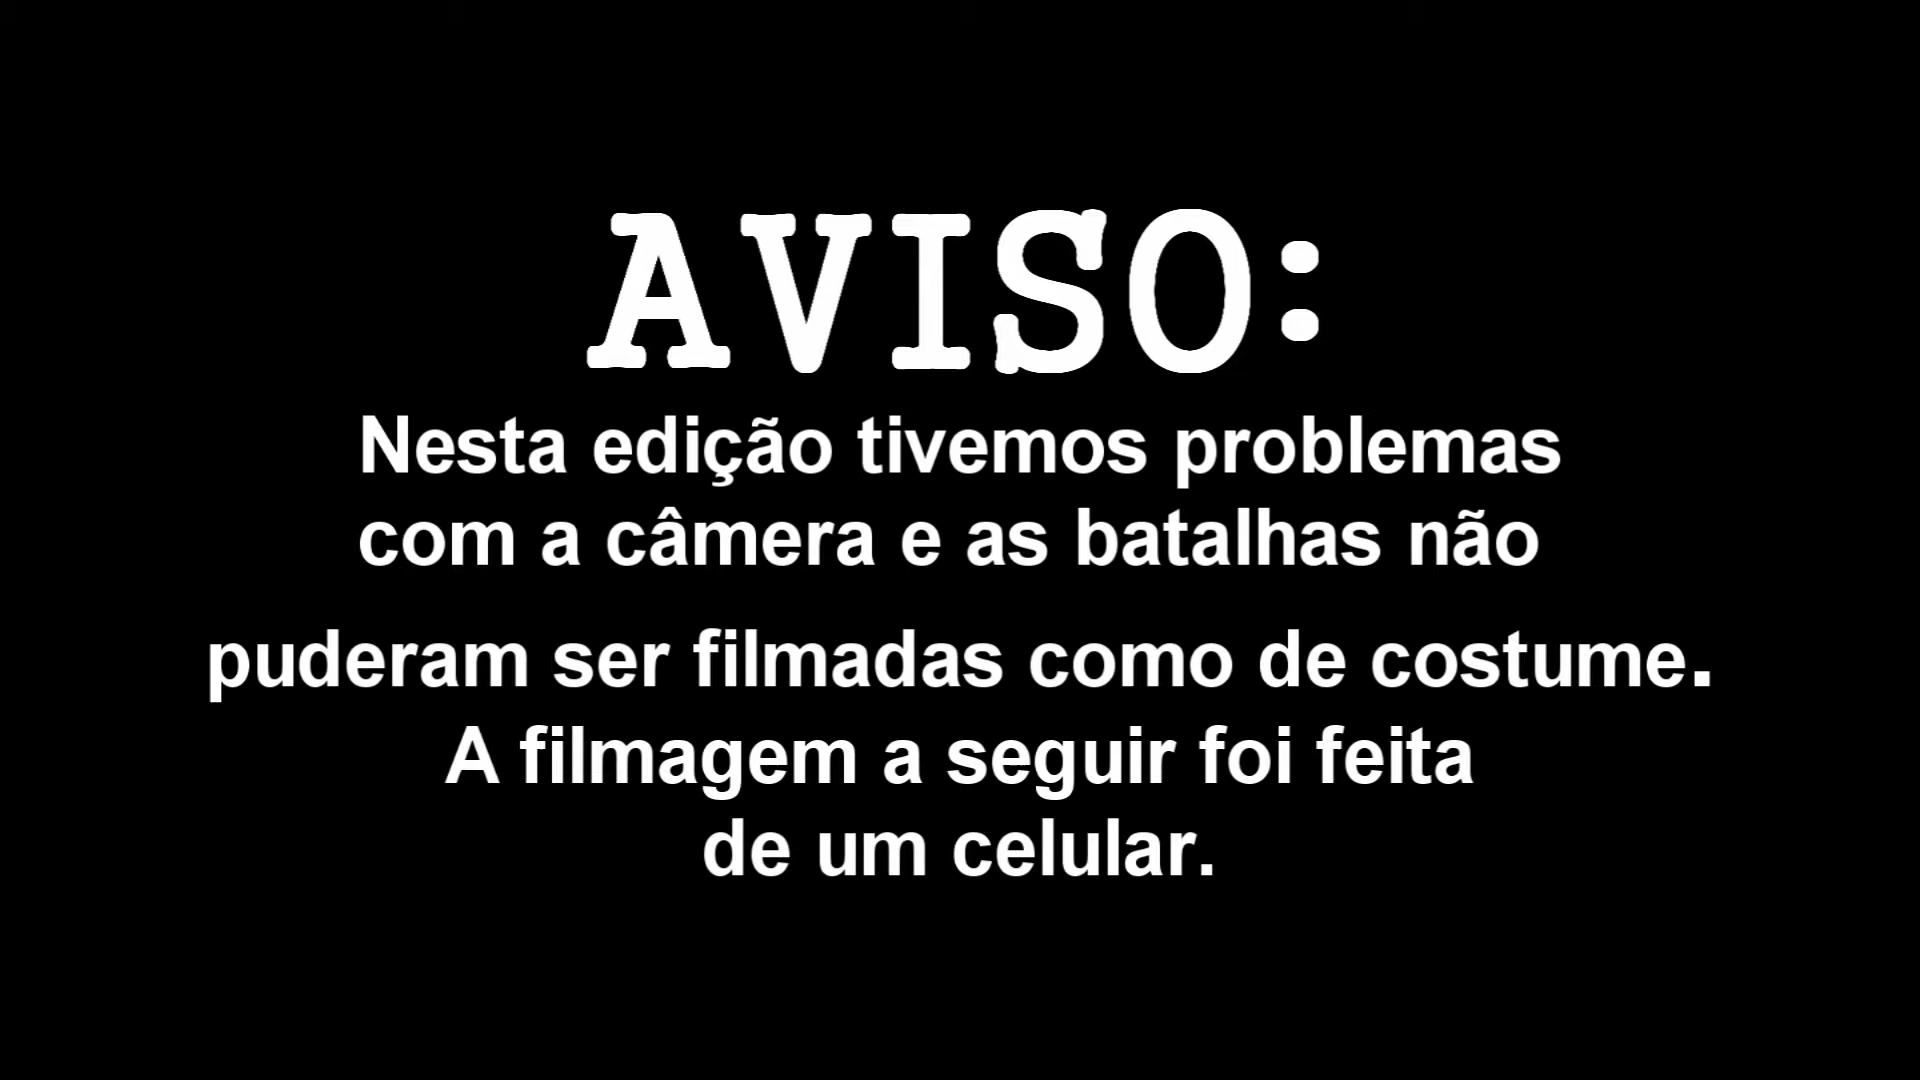 AVISO:
Nesta edição tivemos problemas
com a câmera e as batalhas não
puderam ser filmadas como de costume.
A filmagem a seguir foi feita
de um celular.